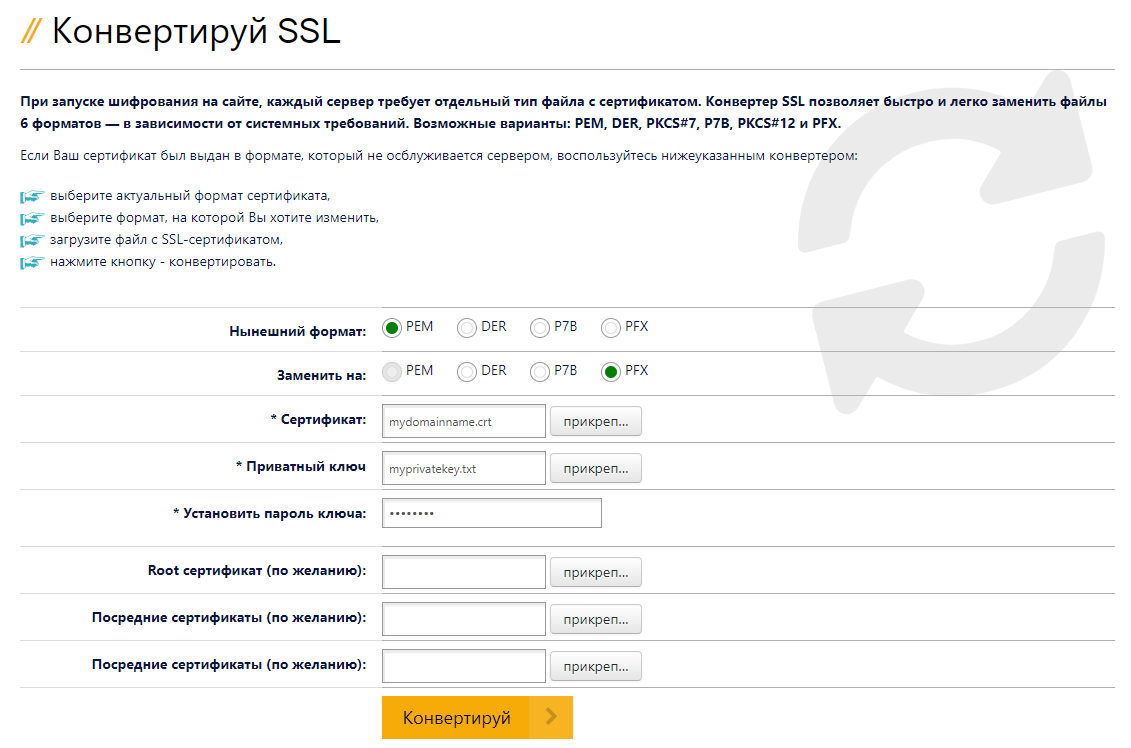 // Конвертируй SSL
При запуске шифрования на сайте, каждый сервер требует отдельный тип файла с сертификатом. Конвертер SSL позволяет быстро и легко заменить файлы
6 форматов — в зависимости от системных требований. Возможные варианты: PEM, DER, PKCS#7, P7B, PKCS#12 и PFX.
Если Ваш сертификат был выдан в формате, который не осблуживается сервером, воспользуйтесь нижеуказанным конвертером:
выберите актуальный формат сертификата,
выберите формат, на которой Вы хотите изменить,
загрузите файл с SSL-сертификатом,
нажмите кнопку - конвертировать.
Нынешний формат: PEM DER P7B PFX
Заменить на: PEM DER P7B PFX
* Сертификат: mydomainname.crt прикреп...
* Приватный ключ myprivatekey.txt прикреп...
* Установить пароль ключа: ••••••••
Root сертификат (по желанию): прикреп...
Посредние сертификаты (по желанию): прикреп...
Посредние сертификаты (по желанию): прикреп...
Конвертируй